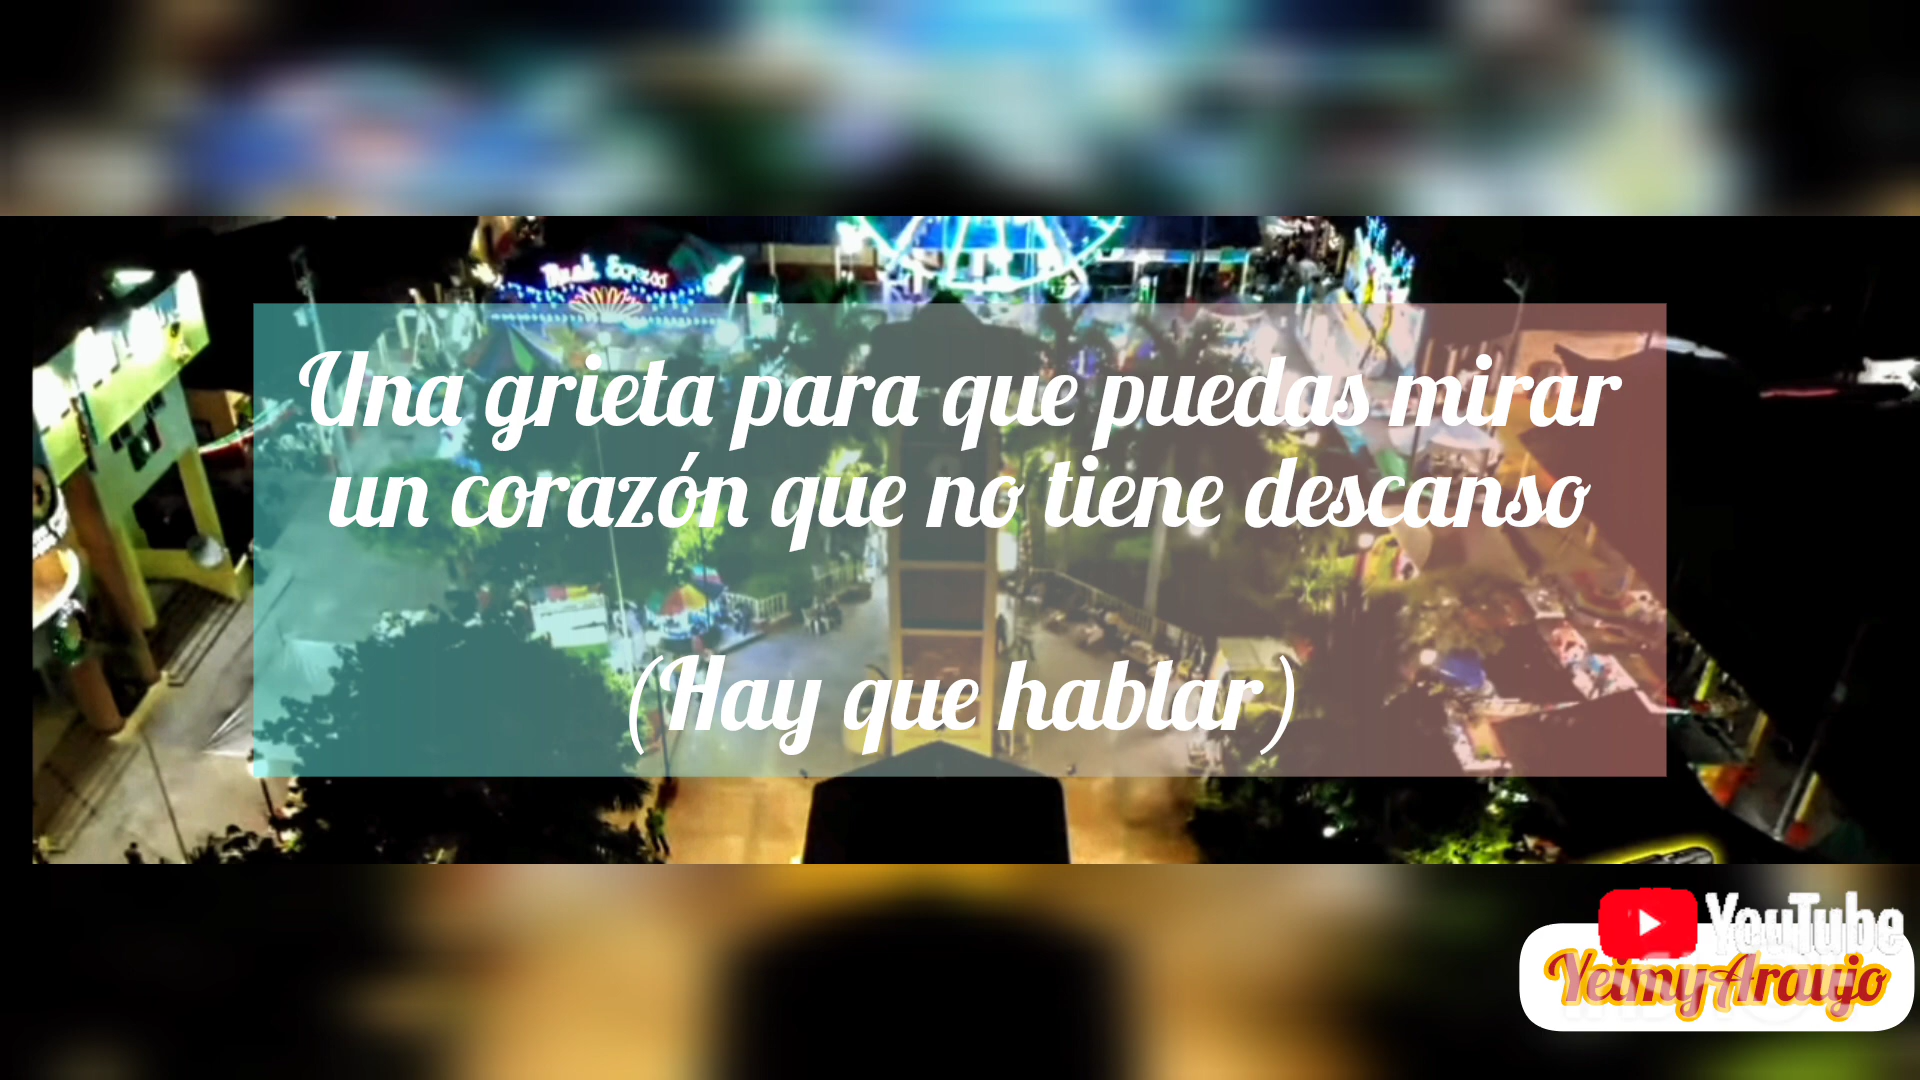 Una grieta para que puedas mirar
un corazón que no tiene descanso
(Hay que hablar)
YouTube
YeimyAraujo